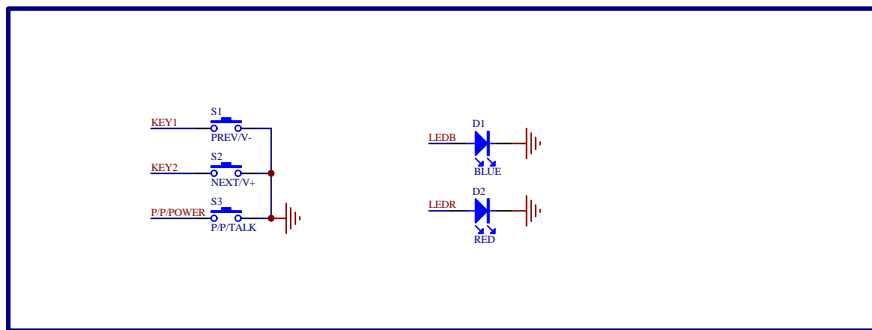 S1
KEY1
PREV/V-
S2
KEY2
NEXT/V+
S3
P/P/POWER
P/P/TALK
D1
LEDB
BLUE
D2
LEDR
RED